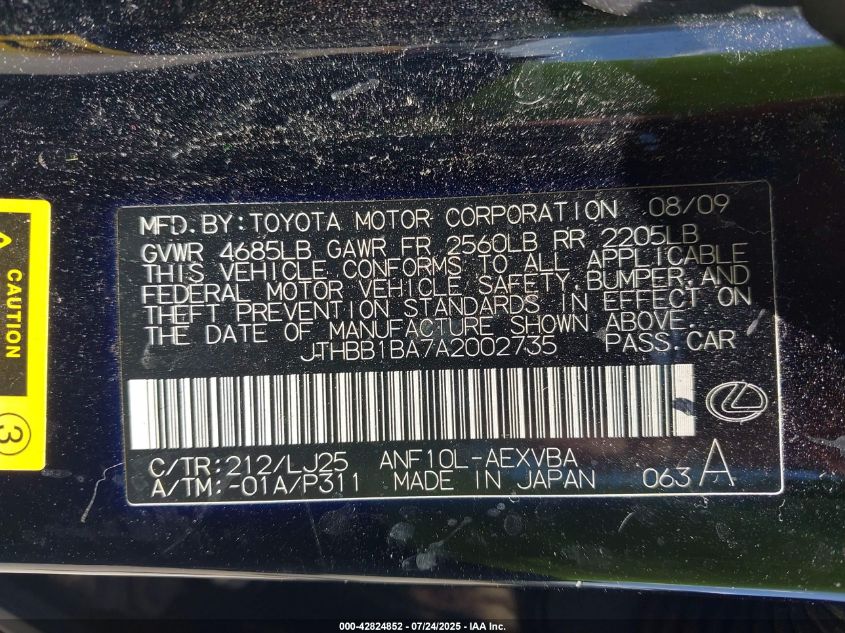 MFD. BY: TOYOTA MOTOR CORPORATION 08/09
GVWR 4685LB GAWR FR 2560LB RR 2205LB
THIS VEHICLE CONFORMS TO ALL APPLICABLE
FEDERAL MOTOR VEHICLE SAFETY, BUMPER, AND
THEFT PREVENTION STANDARDS IN EFFECT ON
THE DATE OF MANUFACTURE SHOWN ABOVE.
JTHBB1BA7A2002735 PASS. CAR
C/TR: 212/LJ25 ANF10L-AEXVBA
A/TM: -01A/P311 MADE IN JAPAN 063 A
CAUTION
3
000-42824852 - 07/24/2025 - IAA Inc.